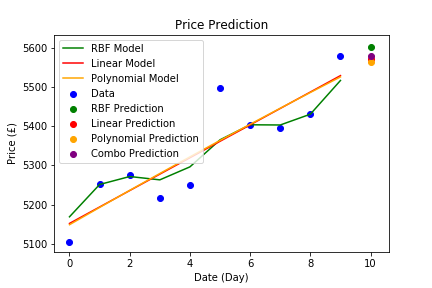 Price Prediction
RBF Model
Linear Model
Polynomial Model
Data
RBF Prediction
Linear Prediction
Polynomial Prediction
Combo Prediction
5600
5500
5400
5300
5200
5100
Price (£)
0 2 4 6 8 10
Date (Day)